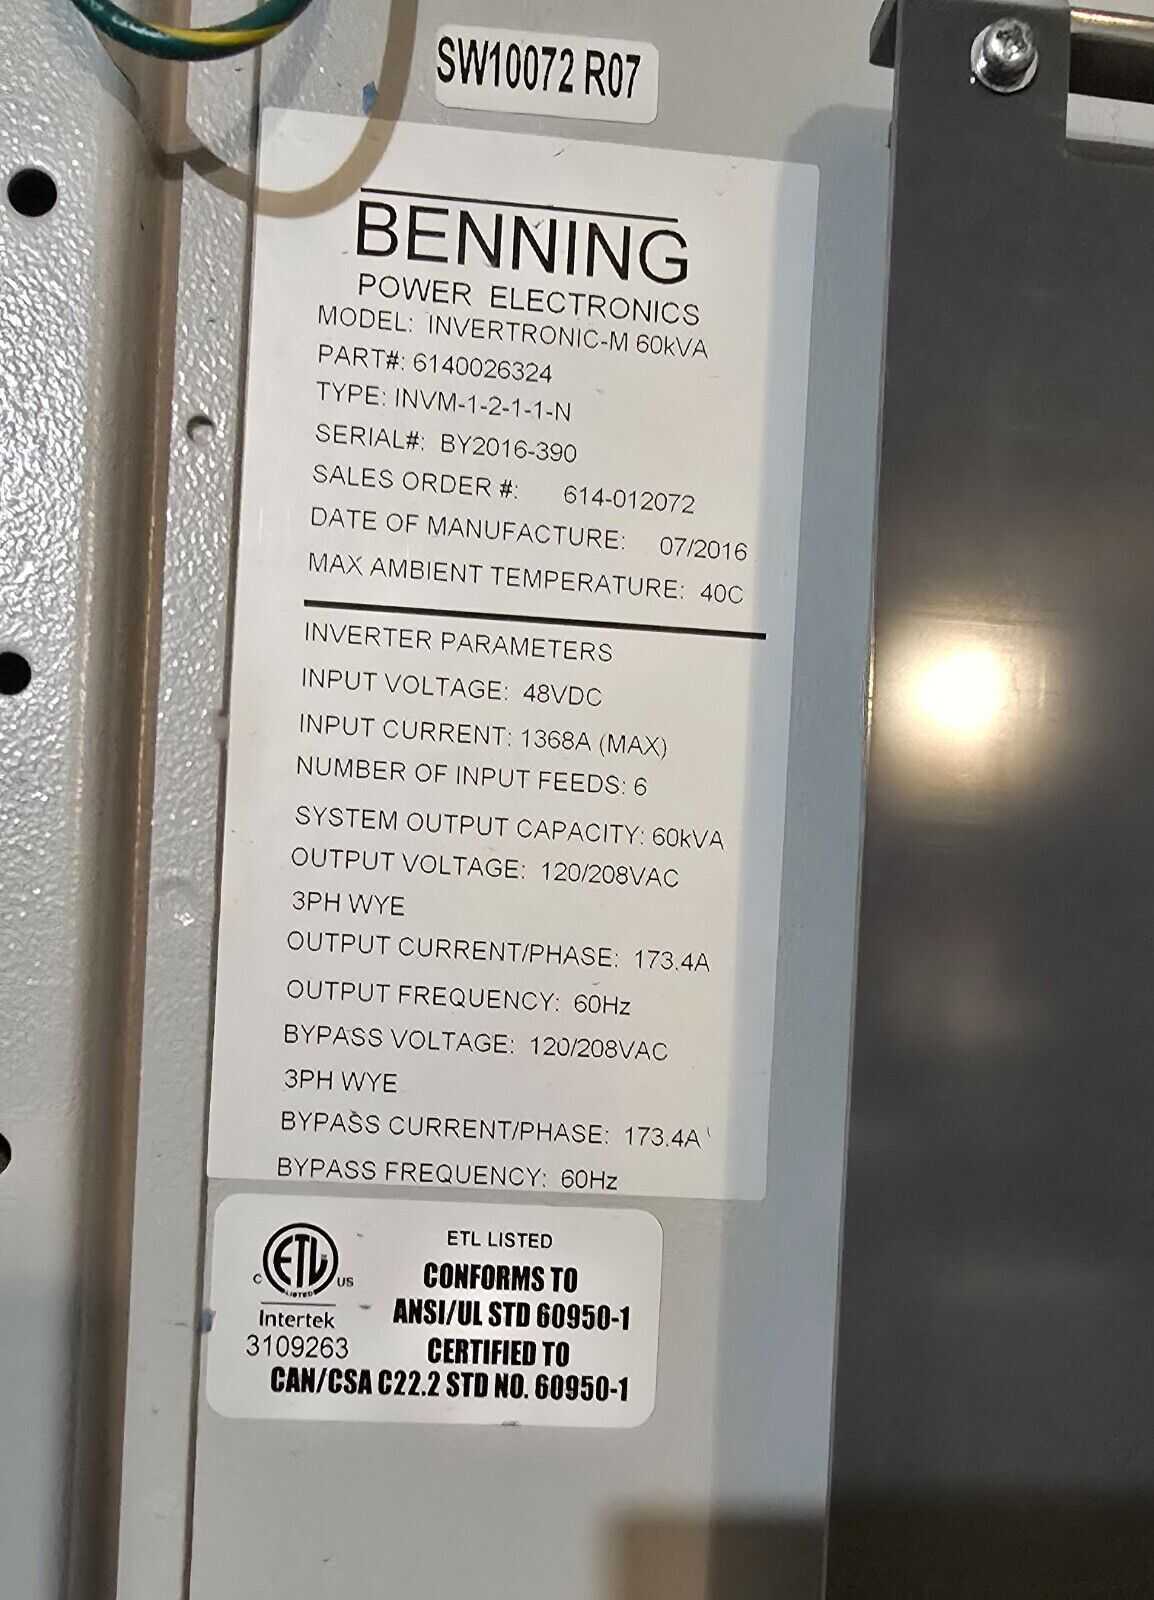 SW10072 R07
BENNING
POWER ELECTRONICS
MODEL: INVERTRONIC-M 60kVA
PART#: 6140026324
TYPE: INVM-1-2-1-1-N
SERIAL#: BY2016-390
SALES ORDER #: 614-012072
DATE OF MANUFACTURE: 07/2016
MAX AMBIENT TEMPERATURE: 40C
INVERTER PARAMETERS
INPUT VOLTAGE: 48VDC
INPUT CURRENT: 1368A (MAX)
NUMBER OF INPUT FEEDS: 6
SYSTEM OUTPUT CAPACITY: 60kVA
OUTPUT VOLTAGE: 120/208VAC
3PH WYE
OUTPUT CURRENT/PHASE: 173.4A
OUTPUT FREQUENCY: 60Hz
BYPASS VOLTAGE: 120/208VAC
3PH WYE
BYPASS CURRENT/PHASE: 173.4A
BYPASS FREQUENCY: 60Hz
C ETL US
LISTED
Intertek
3109263
ETL LISTED
CONFORMS TO
ANSI/UL STD 60950-1
CERTIFIED TO
CAN/CSA C22.2 STD NO. 60950-1